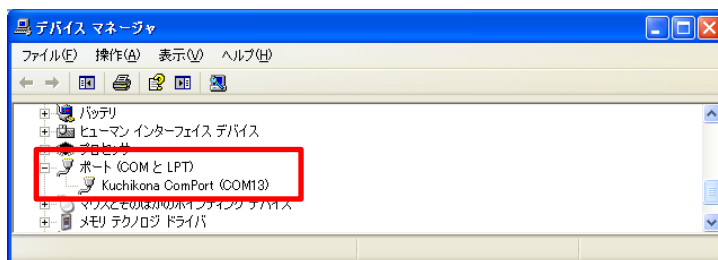 デバイス マネージャ
ファイル(F) 操作(A) 表示(V) ヘルプ(H)
バッテリ
ヒューマン インターフェイス デバイス
プロセッサ
ポート (COM と LPT)
Kuchikona ComPort (COM13)
マウスとそのほかのポインティング デバイス
メモリ テクノロジ ドライバ